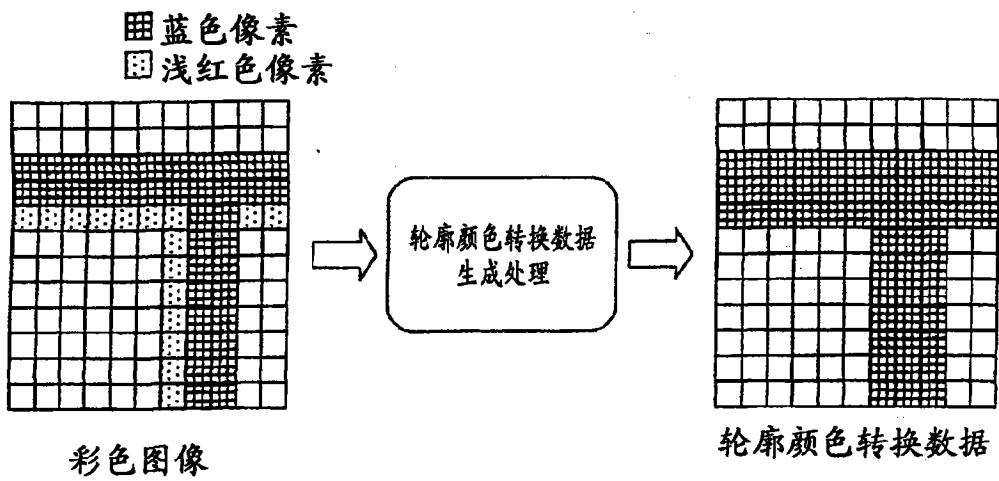 蓝色像素
浅红色像素
轮廓颜色转换数据
生成处理
彩色图像
轮廓颜色转换数据